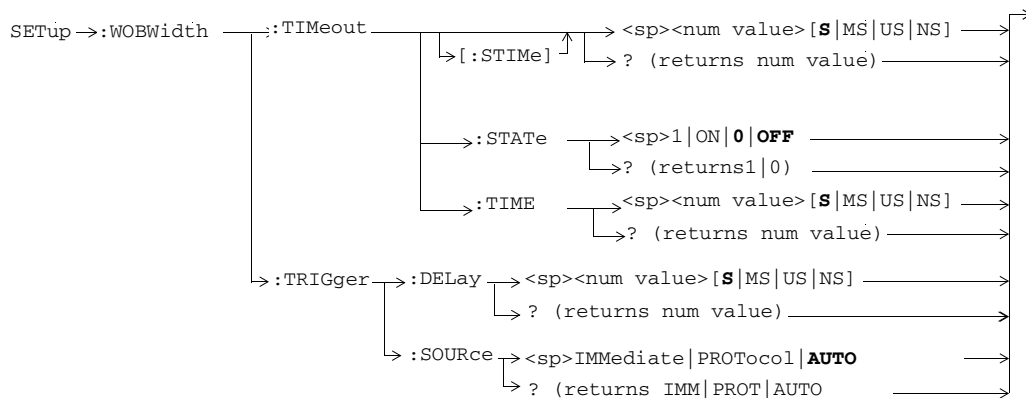 SETup :WOBWidth :TIMeout <sp><num value>[S|MS|US|NS]
[:STIMe] ? (returns num value)
:STATe <sp>1|ON|0|OFF
? (returns1|0)
:TIME <sp><num value>[S|MS|US|NS]
? (returns num value)
:TRIGger :DELay <sp><num value>[S|MS|US|NS]
? (returns num value)
:SOURce <sp>IMMediate|PROTocol|AUTO
? (returns IMM|PROT|AUTO